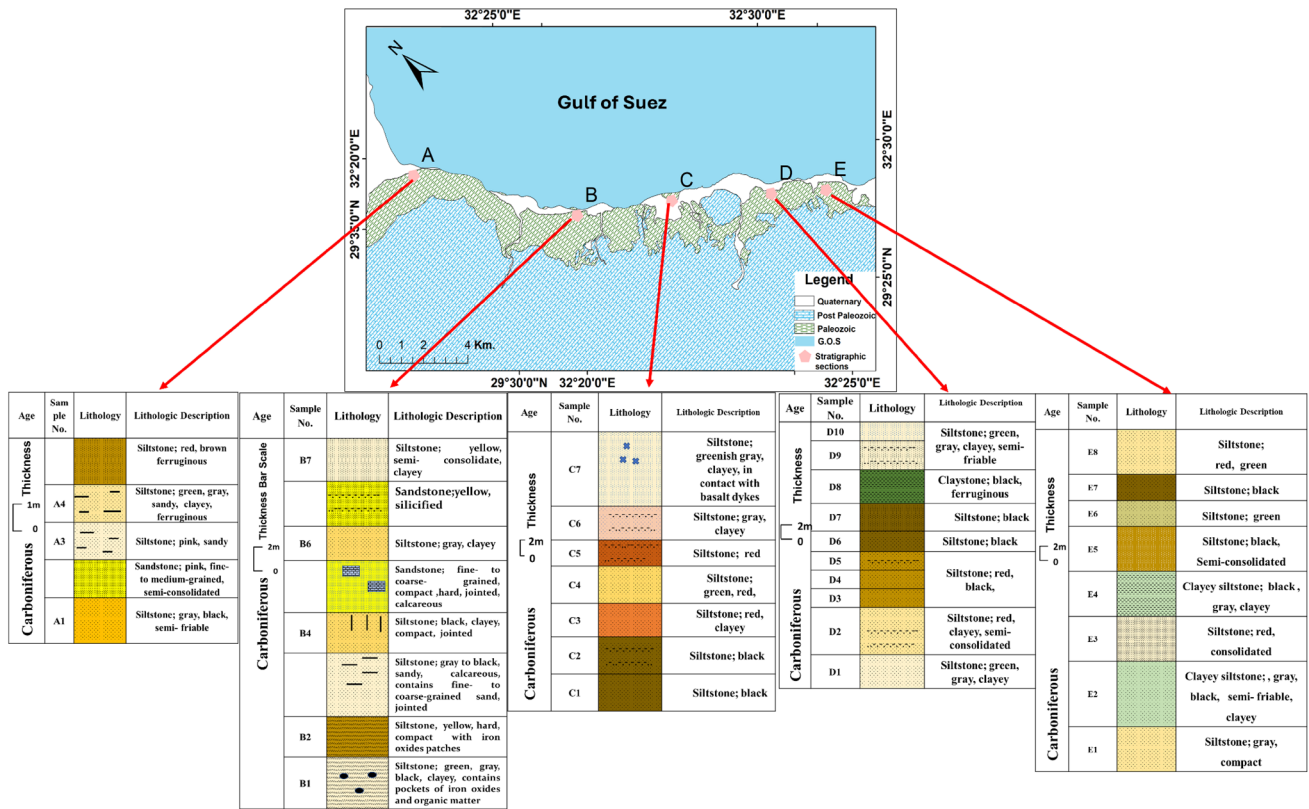 32°25'0"E
32°30'0"E
N
Gulf of Suez
32°20'0"E
32°30'0"E
A
B
C
D
E
29°35'0"N
29°25'0"N
Legend
Quaternary
Post Paleozoic
Paleozoic
G.O.S
Stratigraphic
sections
0 1 2 4 Km.
29°30'0"N
32°20'0"E
32°25'0"E
Age
Sam
ple
No.
Lithology
Lithologic Description
Thickness
1m
0
Carboniferous
Siltstone; red, brown
ferruginous
A4
Siltstone; green, gray,
sandy, clayey,
ferruginous
A3
Siltstone; pink, sandy
Sandstone; pink, fine-
to medium-grained,
semi-consolidated
A1
Siltstone; gray, black,
semi- friable
Age
Sample
No.
Lithology
Lithologic Description
Thickness Bar Scale
2m
0
Carboniferous
B7
Siltstone; yellow,
semi- consolidate,
clayey
Sandstone;yellow,
silicified
B6
Siltstone; gray, clayey
Sandstone; fine- to
coarse- grained,
compact ,hard, jointed,
calcareous
B4
Siltstone; black, clayey,
compact, jointed
Siltstone; gray to black,
sandy, calcareous,
contains fine- to
coarse-grained sand,
jointed
B2
Siltstone, yellow, hard,
compact with iron
oxides patches
B1
Siltstone; green, gray,
black, clayey, contains
pockets of iron oxides
and organic matter
Age
Sample
No.
Lithology
Lithologic Description
Thickness
2m
0
Carboniferous
C7
Siltstone;
greenish gray,
clayey, in
contact with
basalt dykes
C6
Siltstone; gray,
clayey
C5
Siltstone; red
C4
Siltstone;
green, red,
C3
Siltstone; red,
clayey
C2
Siltstone; black
C1
Siltstone; black
Age
Sample
No.
Lithology
Lithologic Description
Thickness
2m
0
Carboniferous
D10
D9
Siltstone; green,
gray, clayey, semi-
friable
D8
Claystone; black,
ferruginous
D7
Siltstone; black
D6
Siltstone; black
D5
D4
D3
Siltstone; red,
black,
D2
Siltstone; red,
clayey, semi-
consolidated
D1
Siltstone; green,
gray, clayey
Age
Sample
No.
Lithology
Lithologic Description
Thickness
2m
0
Carboniferous
E8
Siltstone;
red, green
E7
Siltstone; black
E6
Siltstone; green
E5
Siltstone; black,
Semi-consolidated
E4
Clayey siltstone; black ,
gray, clayey
E3
Siltstone; red,
consolidated
E2
Clayey siltstone; , gray,
black, semi- friable,
clayey
E1
Siltstone; gray,
compact